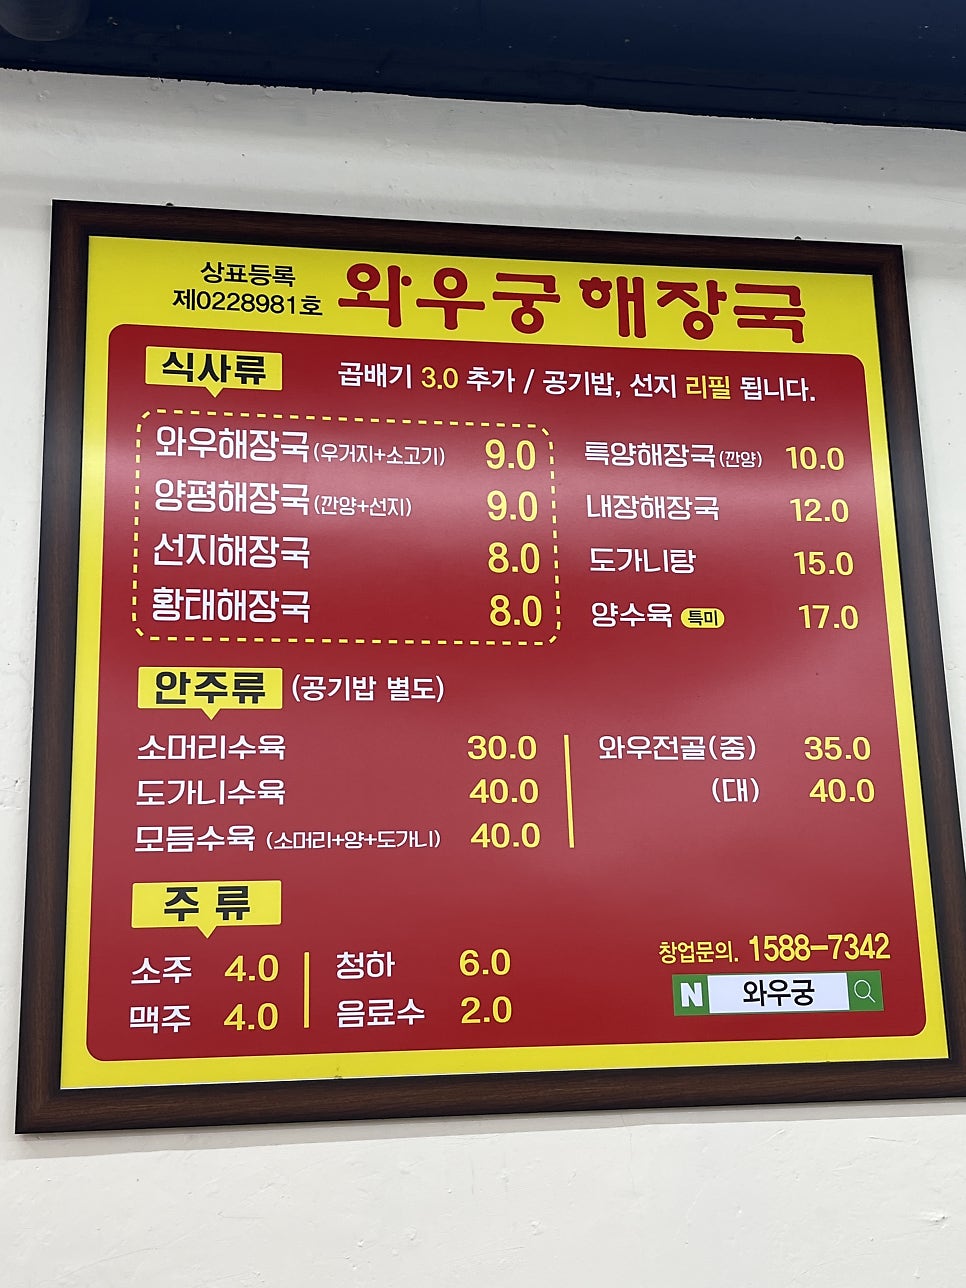 상표등록
제0228981호
와우궁 해장국
식사류
곱배기 3.0 추가 / 공기밥, 선지 리필 됩니다.
와우해장국(우거지+소고기) 9.0
양평해장국(깐양+선지) 9.0
선지해장국 8.0
황태해장국 8.0
특양해장국(깐양) 10.0
내장해장국 12.0
도가니탕 15.0
양수육 특미 17.0
안주류 (공기밥 별도)
소머리수육 30.0
도가니수육 40.0
모듬수육 (소머리+양+도가니) 40.0
와우전골(중) 35.0
(대) 40.0
주 류
소주 4.0
맥주 4.0
청하 6.0
음료수 2.0
창업문의. 1588-7342
N 와우궁